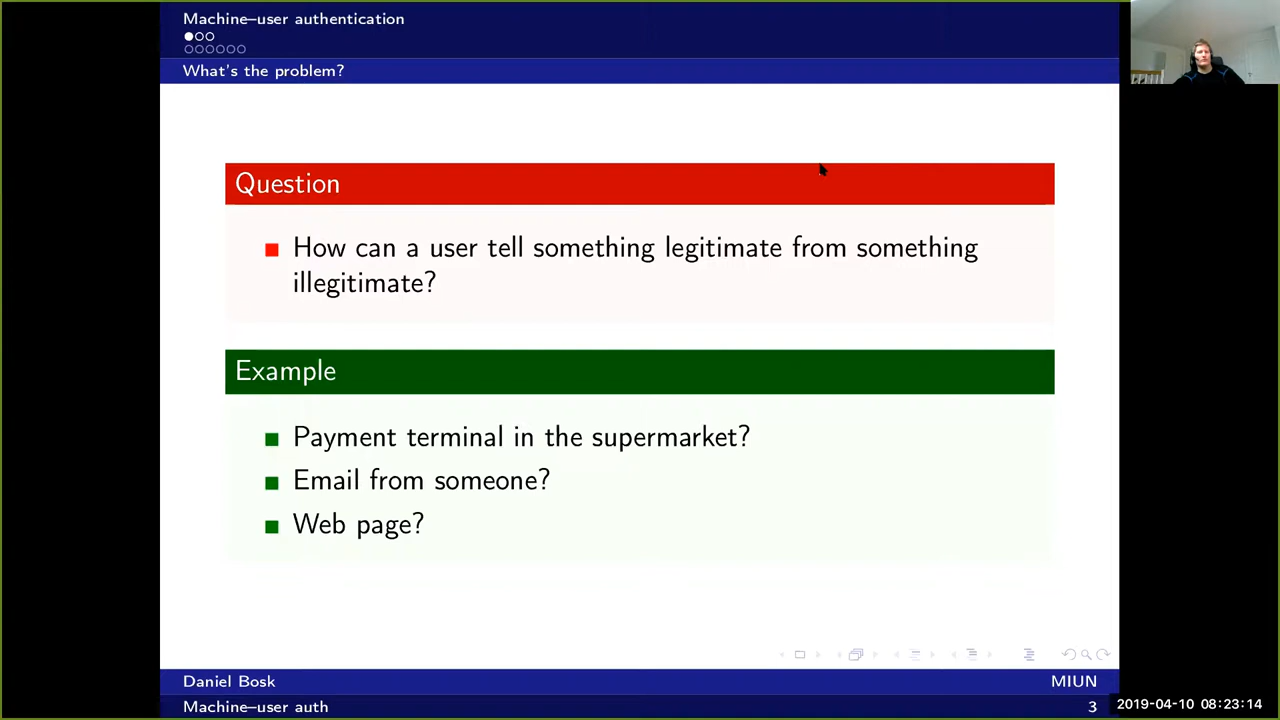 Machine–user authentication
What's the problem?
Question
How can a user tell something legitimate from something
illegitimate?
Example
Payment terminal in the supermarket?
Email from someone?
Web page?
Daniel Bosk
MIUN
Machine–user auth
3
2019-04-10 08:23:14